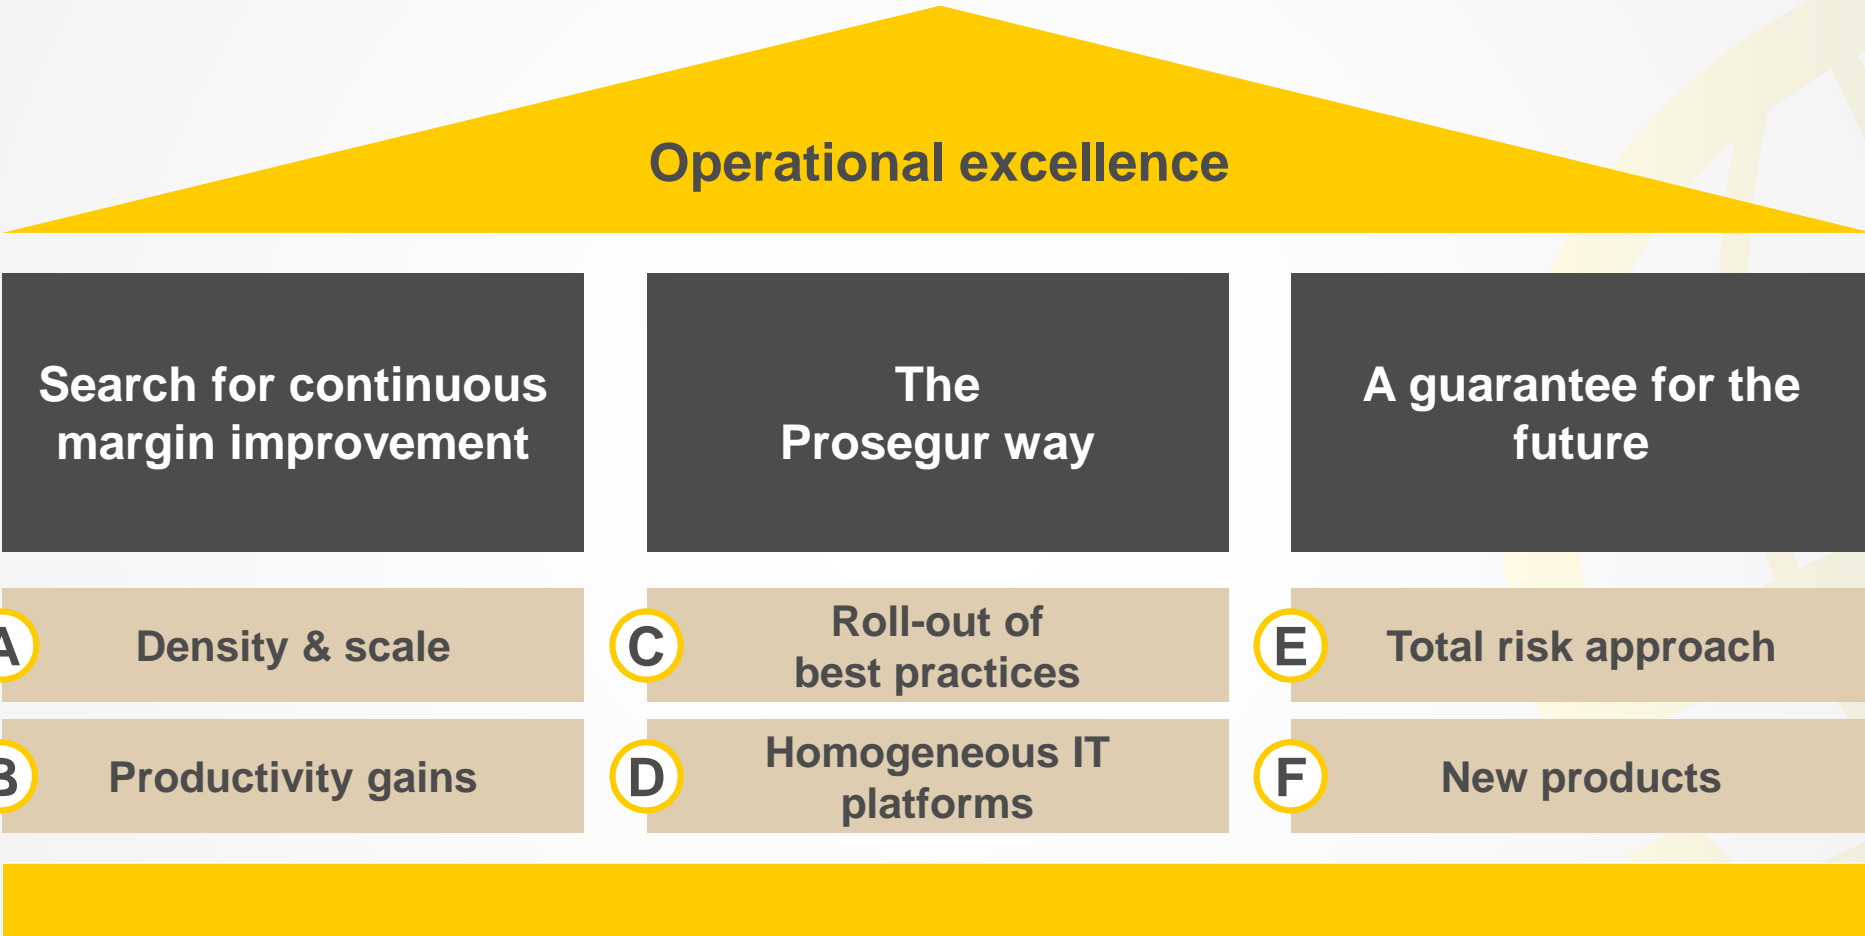 Operational excellence
Search for continuous
margin improvement
The
Prosegur way
A guarantee for the
future
A
Density & scale
B
Productivity gains
C
Roll-out of
best practices
D
Homogeneous IT
platforms
E
Total risk approach
F
New products